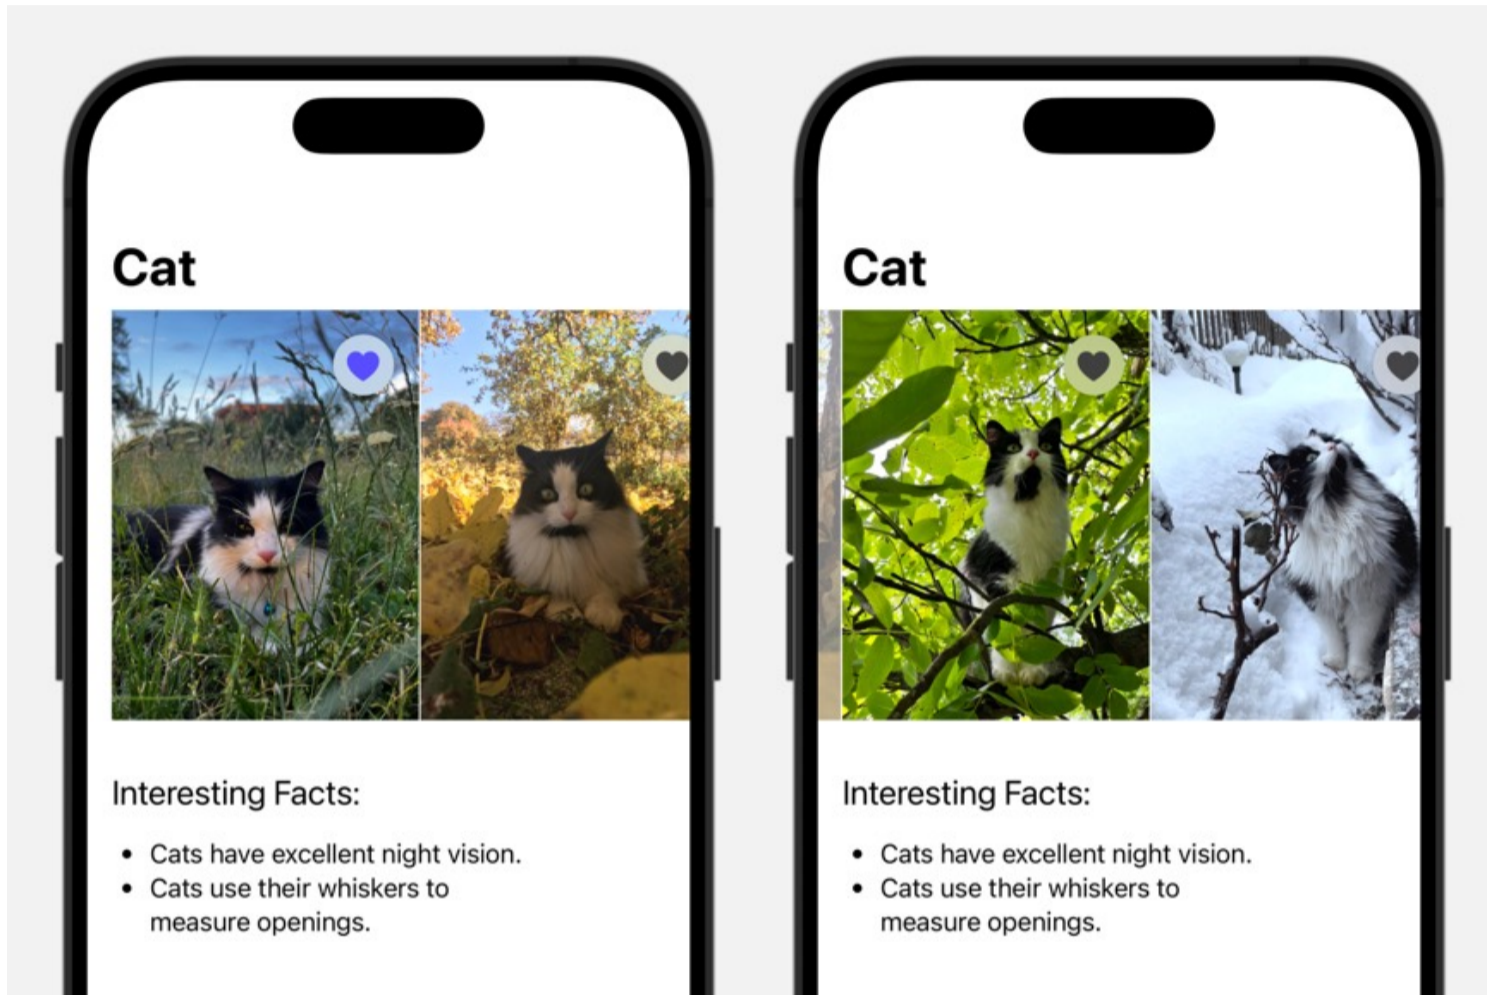 Cat
Interesting Facts:
• Cats have excellent night vision.
• Cats use their whiskers to
measure openings.
Cat
Interesting Facts:
• Cats have excellent night vision.
• Cats use their whiskers to
measure openings.